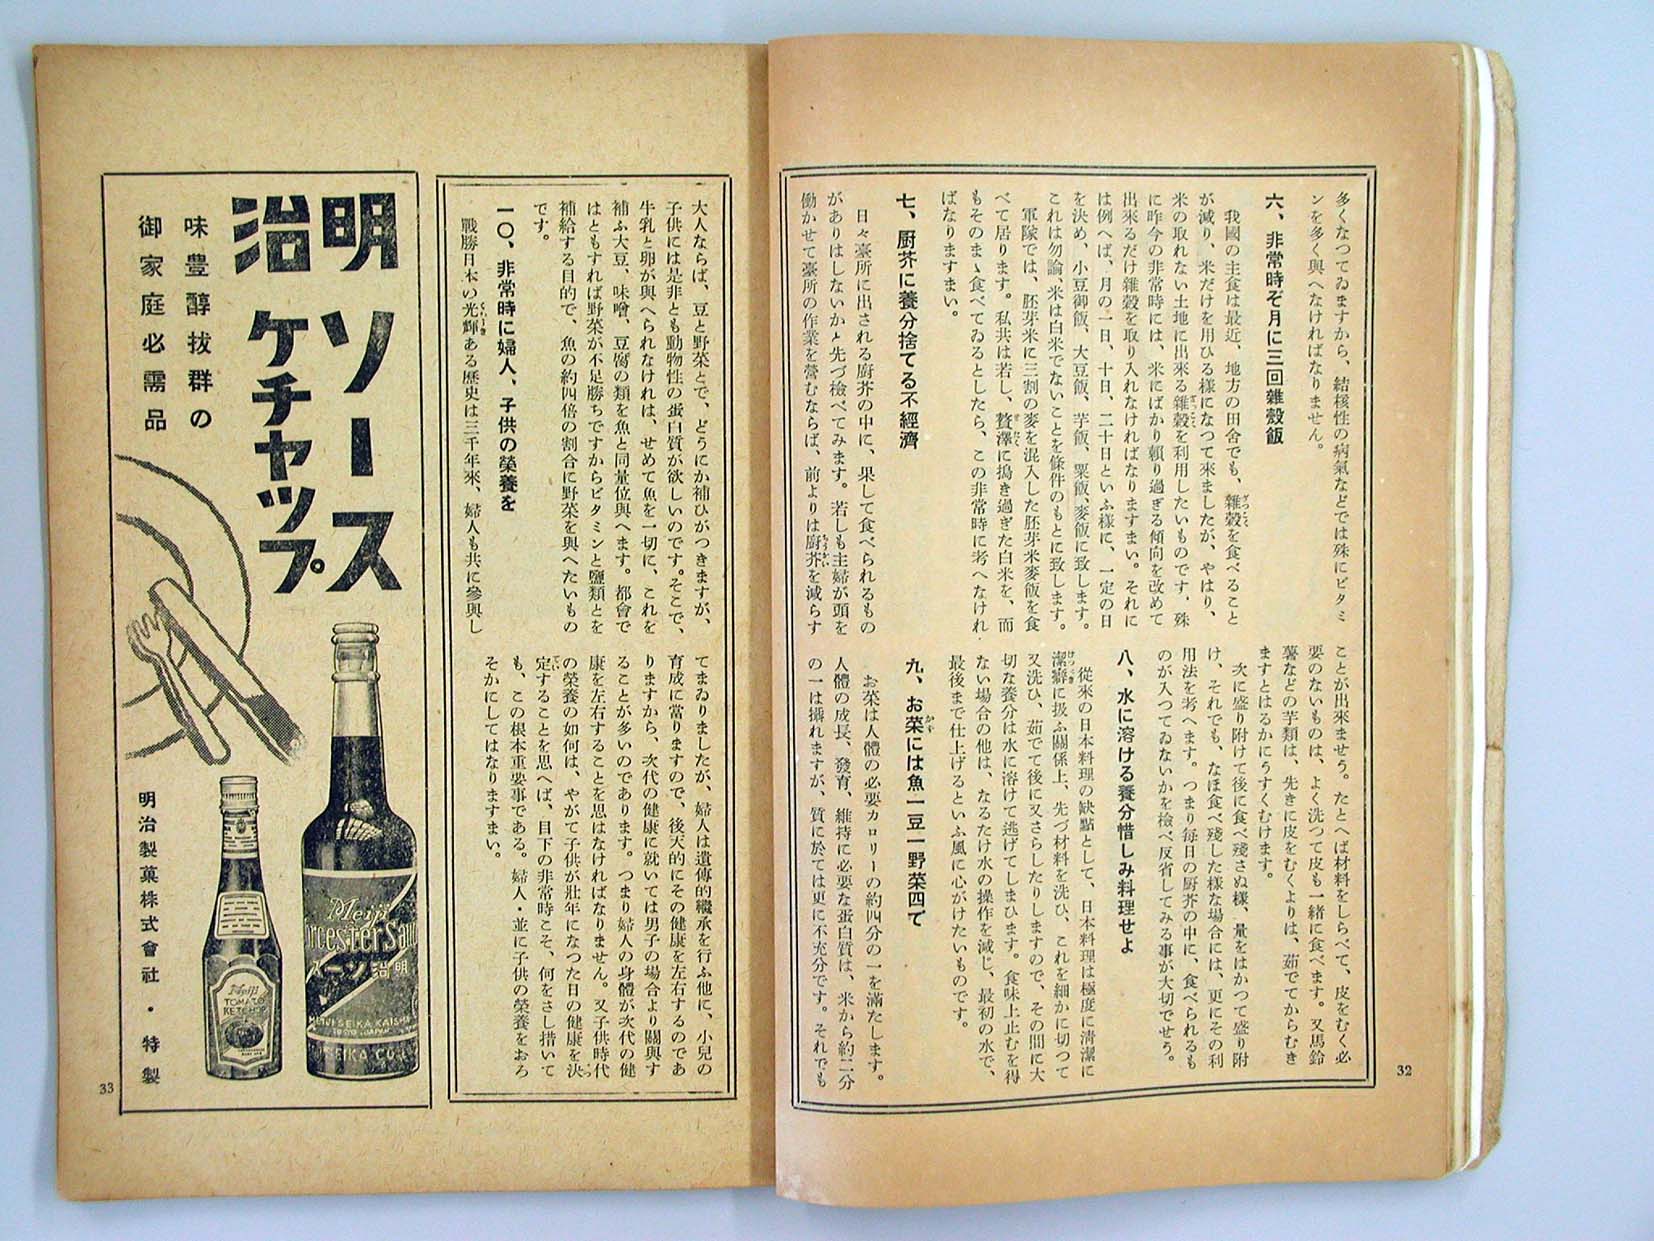 多くなつてゐますから、結核性の病氣などでは殊にビタミ
ンを多く與へなければなりません。
六、非常時ぞ月に三回雜穀飯
我國の主食は最近、地方の田舍でも、雜穀を食べること
が減り、米だけを用ひる樣になつて來ましたが、やはり、
米の取れない土地に出來る雜穀を利用したいものです、殊
に昨今の非常時には、米にばかり賴り過ぎる傾向を改めて
出來るだけ雜穀を取り入れなければなりますまい。それに
は例へば、月の一日、十日、二十日といふ樣に、一定の日
を決め、小豆御飯、大豆飯、芋飯、粟飯、麥飯に致します。
これは勿論、米は白米でないことを條件のもとに致します。
軍隊では、胚芽米に三割の麥を混入した胚芽米麥飯を食
べて居ります。私共は若し、贅澤に搗き過ぎた白米を、而
もそのまゝ食べてゐるとしたら、この非常時に考へなけれ
ばなりますまい。
七、厨芥に養分捨てる不經濟
日々臺所に出される厨芥の中に、果して食べられるもの
がありはしないかと先づ檢べてみます。若しも主婦が頭を
働かせて臺所の作業を營むならば、前よりは厨芥を減らす
ことが出來ませう。たとへば材料をしらべて、皮をむく必
要のないものは、よく洗つて皮も一緒に食べます。又馬鈴
薯などの芋類は、先きに皮をむくよりは、茹でてからむき
ますとはるかにうすくむけます。
次に盛り附けて後に食べ殘さぬ樣、量をはかつて盛り附
け、それでも、なほ食べ殘した樣な場合には、更にその利
用法を考へます。つまり每日の厨芥の中に、食べられるも
のが入つてゐないかを檢べ反省してみる事が大切でせう。
八、水に溶ける養分惜しみ料理せよ
從來の日本料理の缺點として、日本料理は極度に淸潔に
潔癖に扱ふ關係上、先づ材料を洗ひ、これを細かに切つて
又洗ひ、茹でて後に又さらしたりしますので、その間に大
切な養分は水に溶けて逃げてしまひます。食味上止むを得
ない場合の他は、なるたけ水の操作を減じ、最初の水で、
最後まで仕上げるといふ風に心がけたいものです。
九、お菜には魚一豆一野菜四で
お菜は人體の必要カロリーの約四分の一を滿たします。
人體の成長、發育、維持に必要な蛋白質は、米から約二分
の一は攝れますが、質に於ては更に不充分です。それでも
32
大人ならば、豆と野菜とで、どうにか補ひがつきますが、
子供には是非とも動物性の蛋白質が欲しいのです。そこで、
牛乳と卵が與へられなければ、せめて魚を一切に、これを
補ふ大豆、味噌、豆腐の類を魚と同量位與へます。都會で
はともすれば野菜が不足勝ちですからビタミンと鹽類とを
補給する目的で、魚の約四倍の割合に野菜を與へたいもの
です。
一〇、非常時に婦人、子供の榮養を
戰勝日本の光輝ある歷史は三千年來、婦人も共に參與し
てまゐりましたが、婦人は遺傳的繼承を行ふ他に、小兒の
育成に當りますので、後天的にその健康を左右するのであ
りますから、次代の健康に就いては男子の場合より關與す
ることが多いのであります。つまり婦人の身體が次代の健
康を左右することを思はなければなりません。又子供時代
の榮養の如何は、やがて子供が壯年になつた日の健康を決
定することを思へば、目下の非常時こそ、何をさし措いて
も、この根本重要事である。婦人・並に子供の榮養をおろ
そかにしてはなりますまい。
明治
ソース
ケチャップ
味豊醇拔群の
御家庭必需品
明治製菓株式會社・特製
Meiji
Worcester Sauce
明治ソース
MEIJI SEIKA KAISHA
TOKYO JAPAN
SEIKA CO. L
Meiji
TOMATO
KETCHUP
33